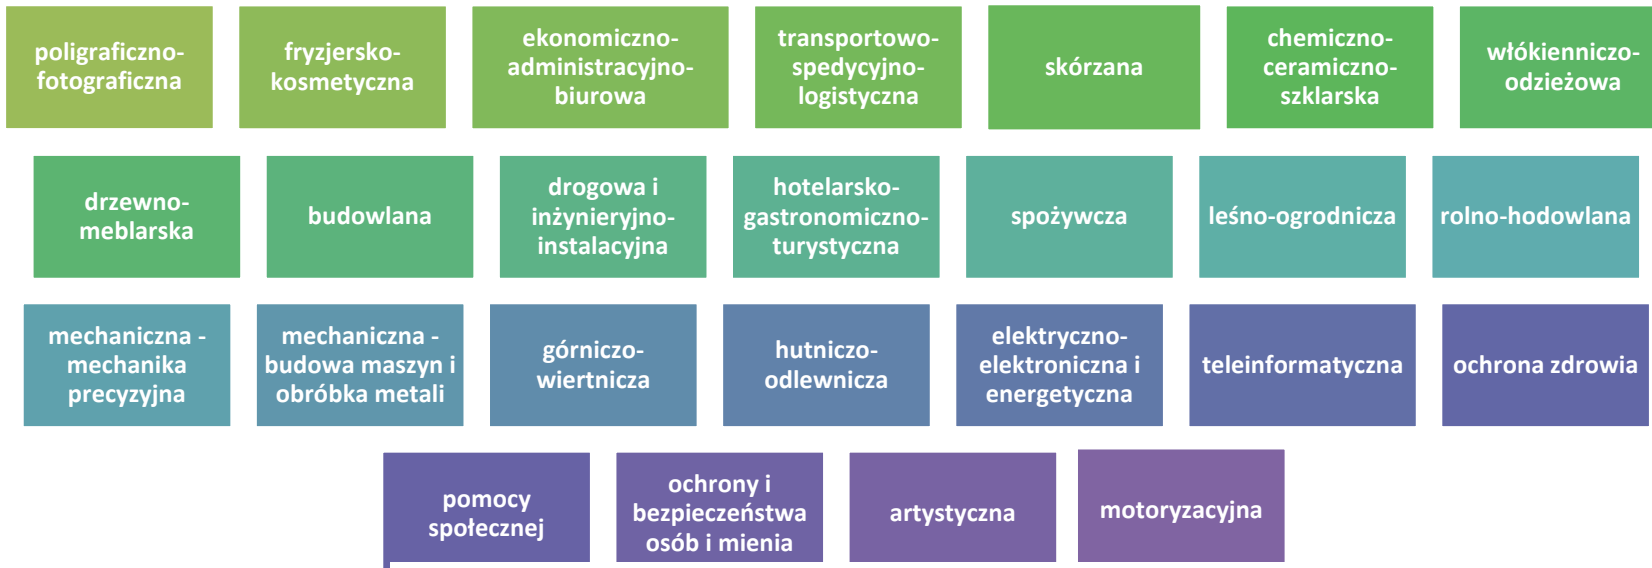 poligraficzno-
fotograficzna
fryzjersko-
kosmetyczna
ekonomiczno-
administracyjno-
biurowa
transportowo-
spedycyjno-
logistyczna
skórzana
chemiczno-
ceramiczno-
szklarska
włókienniczo-
odzieżowa
drzewno-
meblarska
budowlana
drogowa i
inżynieryjno-
instalacyjna
hotelarsko-
gastronomiczno-
turystyczna
spożywcza
leśno-ogrodnicza
rolno-hodowlana
mechaniczna -
mechanika
precyzyjna
mechaniczna -
budowa maszyn i
obróbka metali
górniczo-
wiertnicza
hutniczo-
odlewnicza
elektryczno-
elektroniczna i
energetyczna
teleinformatyczna
ochrona zdrowia
pomocy
społecznej
ochrony i
bezpieczeństwa
osób i mienia
artystyczna
motoryzacyjna